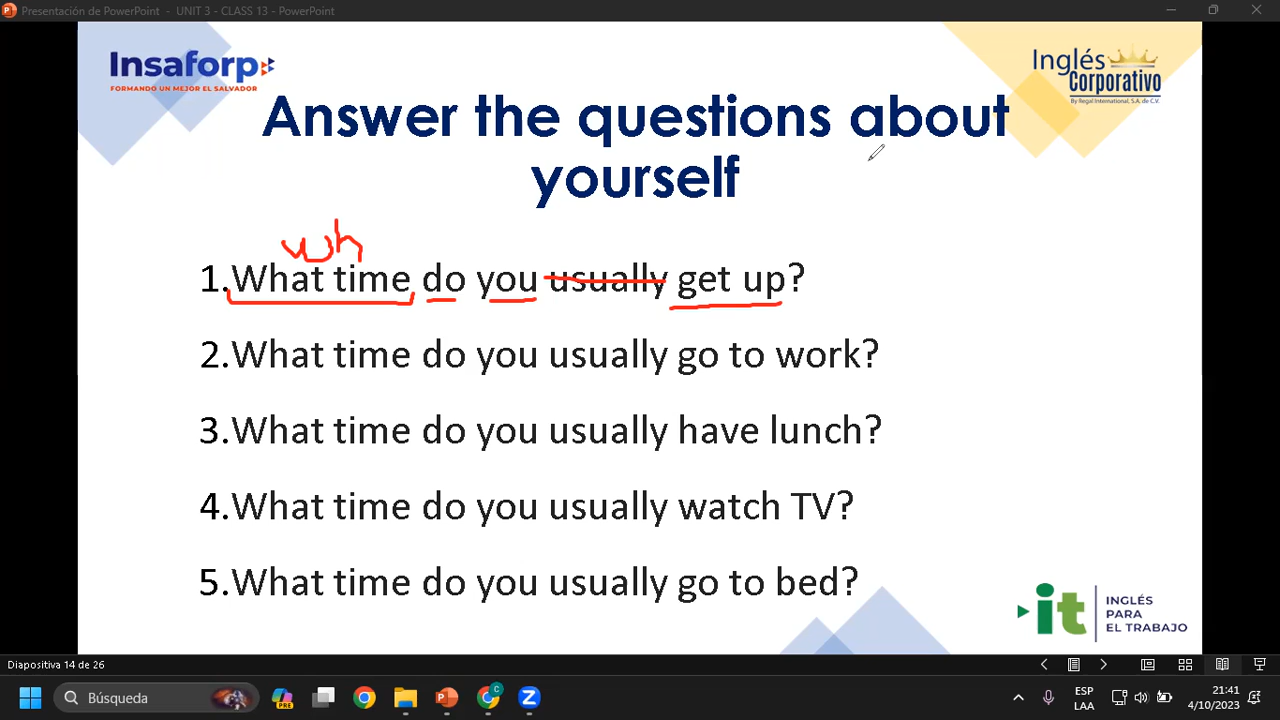 Presentación de PowerPoint - UNIT 3 - CLASS 13 - PowerPoint
Insaforp
FORMANDO UN MEJOR EL SALVADOR
Inglés
Corporativo
By Regal International, S.A. de C.V.
Answer the questions about
yourself
wh
1.What time do you usually get up?
2.What time do you usually go to work?
3.What time do you usually have lunch?
4.What time do you usually watch TV?
5.What time do you usually go to bed?
it
INGLÉS
PARA
EL TRABAJO
Diapositiva 14 de 26
Búsqueda
PRE
C
ESP
LAA
21:41
4/10/2023